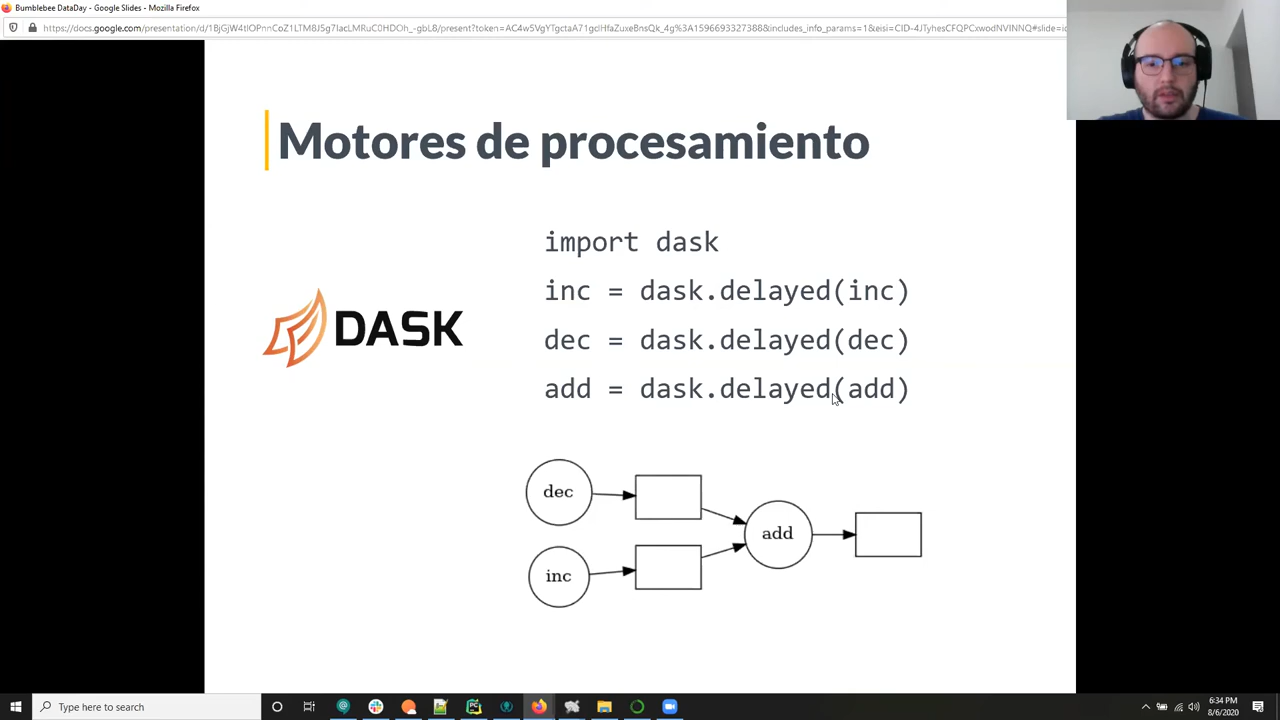 Bumblebee DataDay - Google Slides - Mozilla Firefox
Motores de procesamiento
import dask
inc = dask.delayed(inc)
dec = dask.delayed(dec)
add = dask.delayed(add)
DASK
dec
add
inc
Type here to search
6:34 PM
8/6/2020